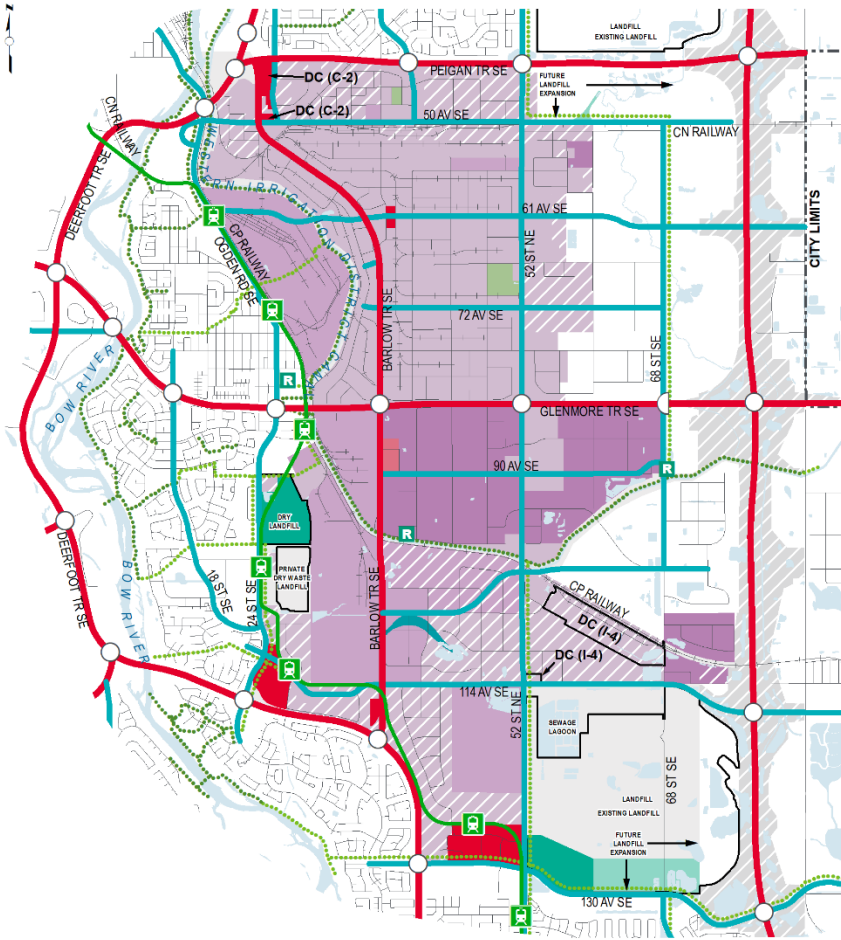 N
LANDFILL
EXISTING LANDFILL
DC (C-2)
PEIGAN TR SE
FUTURE
LANDFILL
EXPANSION
DC (C-2)
50 AV SE
CN RAILWAY
CN RAILWAY
DEERFOOT TR SE
WESTERN IRRIGATION DISTRICT CANAL
61 AV SE
CITY LIMITS
CP RAILWAY
OGDEN RD SE
52 ST NE
72 AV SE
BARLOW TR SE
68 ST SE
BOW RIVER
R
GLENMORE TR SE
90 AV SE
R
DRY
LANDFILL
R
DEERFOOT TR SE
PRIVATE
DRY WASTE
LANDFILL
BOW RIVER
18 ST SE
24 ST SE
BARLOW TR SE
CP RAILWAY
DC (I-4)
DC (I-4)
114 AV SE
52 ST NE
SEWAGE
LAGOON
68 ST SE
LANDFILL
EXISTING LANDFILL
FUTURE
LANDFILL
EXPANSION
130 AV SE